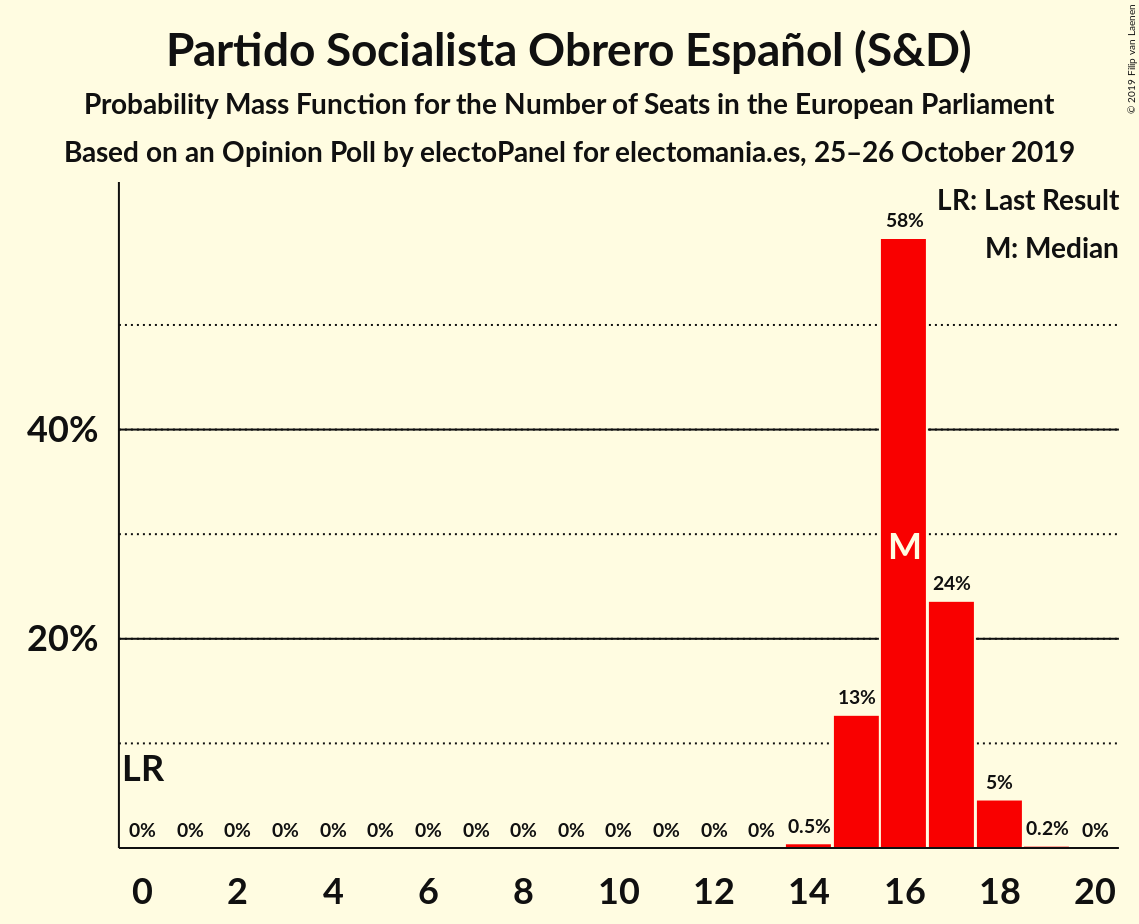 Partido Socialista Obrero Español (S&D)
Probability Mass Function for the Number of Seats in the European Parliament
Based on an Opinion Poll by electoPanel for electomania.es, 25–26 October 2019
© 2019 Filip van Laenen
LR: Last Result
M: Median
58%
40%
M
24%
20%
13%
LR
5%
0% 0% 0% 0% 0% 0% 0% 0% 0% 0% 0% 0% 0% 0% 0.5% 0.2% 0%
0 2 4 6 8 10 12 14 16 18 20